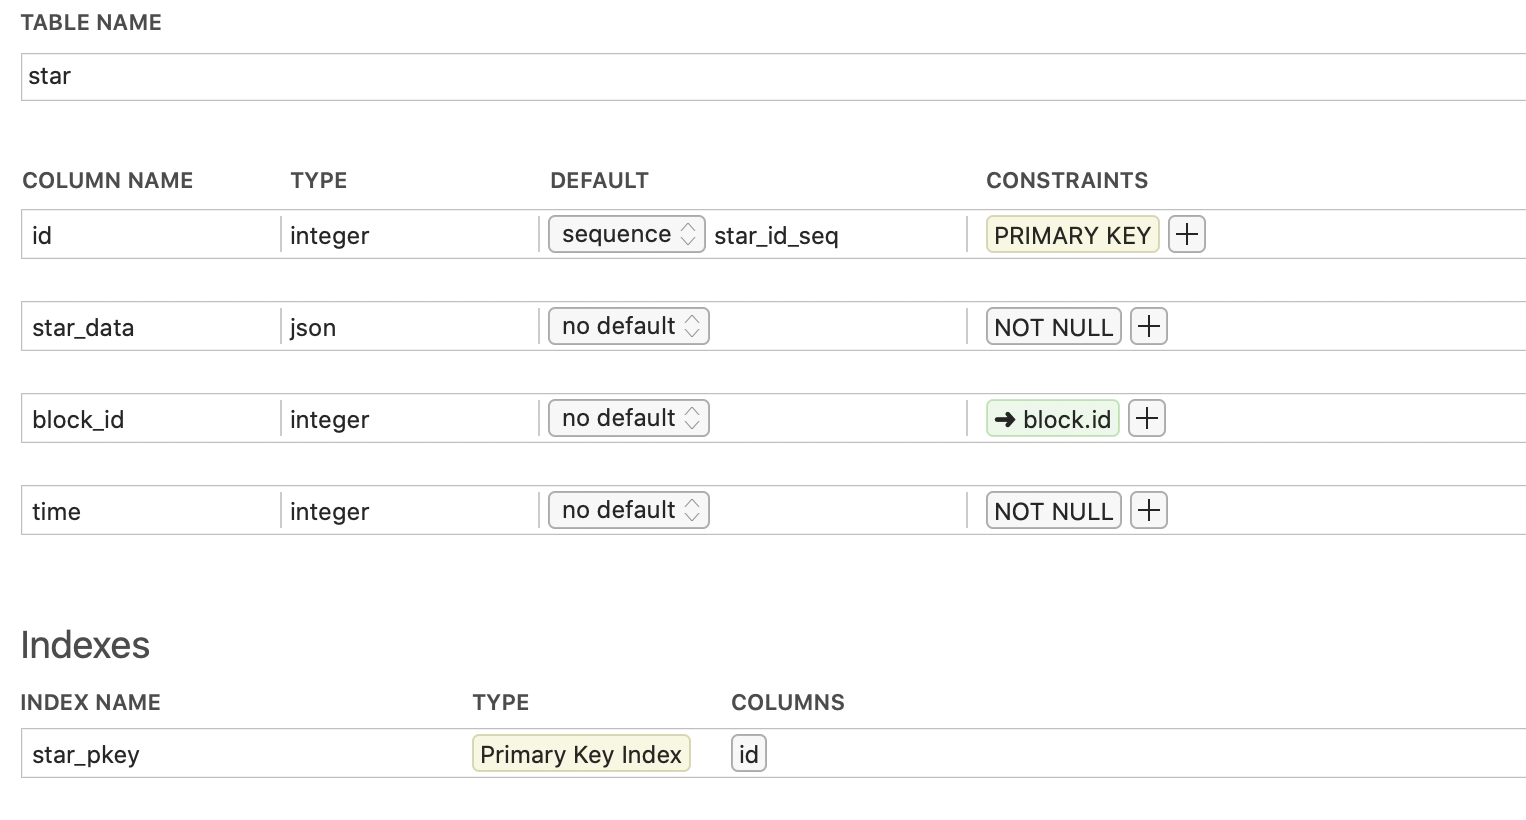 TABLE NAME
star
COLUMN NAME TYPE DEFAULT CONSTRAINTS
id integer sequence star_id_seq PRIMARY KEY
star_data json no default NOT NULL
block_id integer no default ➜ block.id
time integer no default NOT NULL
Indexes
INDEX NAME TYPE COLUMNS
star_pkey Primary Key Index id